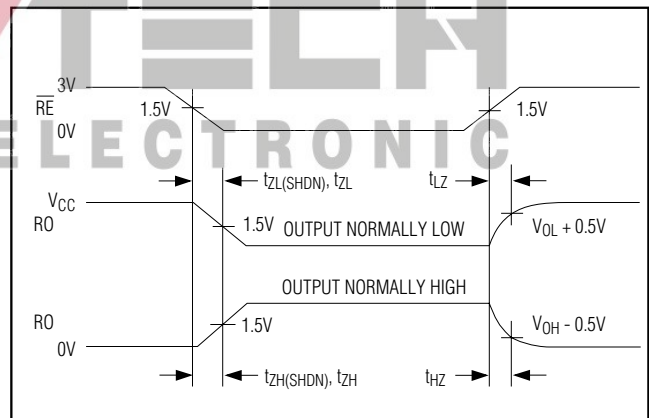 TECH
ELECTRONIC
3V
R̅E̅
1.5V
1.5V
0V
tZL(SHDN), tZL
tLZ
VCC
RO
1.5V
OUTPUT NORMALLY LOW
VOL + 0.5V
OUTPUT NORMALLY HIGH
RO
1.5V
VOH - 0.5V
0V
tZH(SHDN), tZH
tHZ